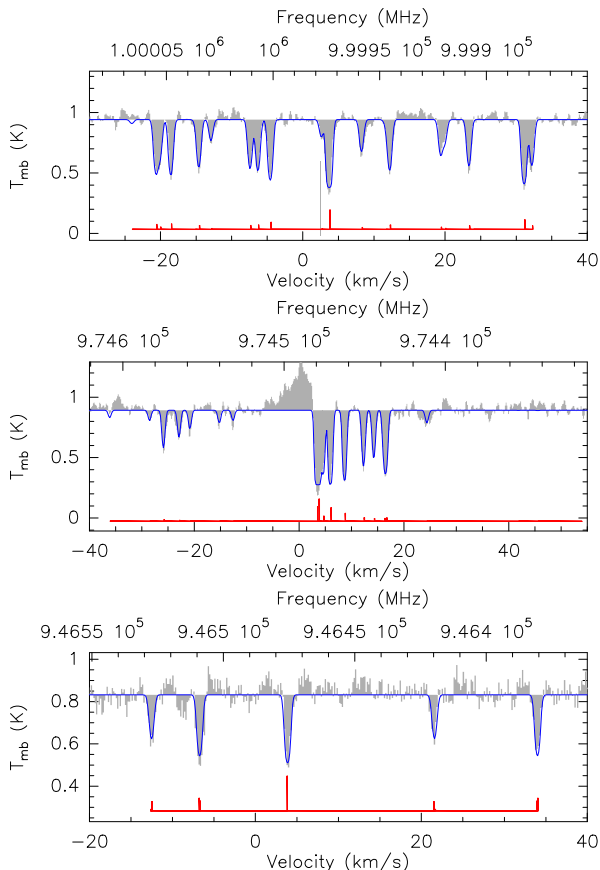 Frequency (MHz)
1.00005 10⁶ 10⁶ 9.9995 10⁵ 9.999 10⁵
1
0.5
0
T_mb (K)
−20 0 20 40
Velocity (km/s)
Frequency (MHz)
9.746 10⁵ 9.745 10⁵ 9.744 10⁵
1
0.5
0
T_mb (K)
−40 −20 0 20 40
Velocity (km/s)
Frequency (MHz)
9.4655 10⁵ 9.465 10⁵ 9.4645 10⁵ 9.464 10⁵
1
0.8
0.6
0.4
T_mb (K)
−20 0 20 40
Velocity (km/s)